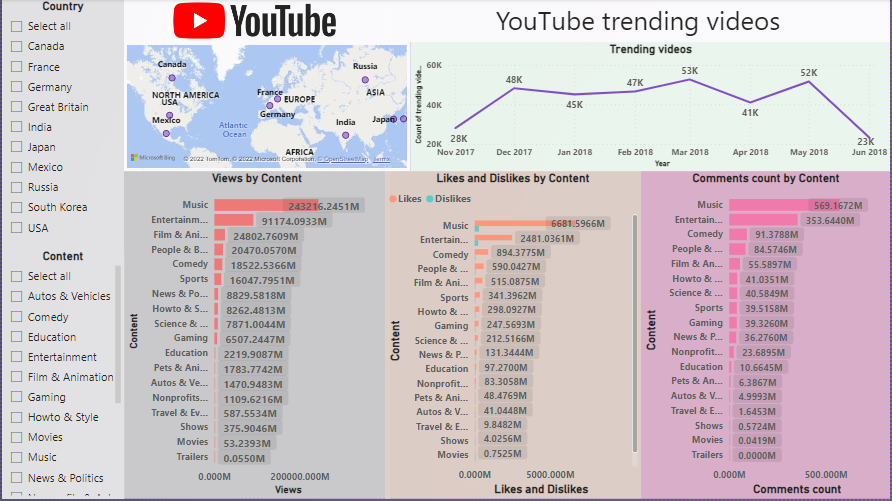 Country
Select all
Canada
France
Germany
Great Britain
India
Japan
Mexico
Russia
South Korea
USA
Content
Select all
Autos & Vehicles
Comedy
Education
Entertainment
Film & Animation
Gaming
Howto & Style
Movies
Music
News & Politics
YouTube
YouTube trending videos
Canada
Russia
NORTH AMERICA
USA
France
EUROPE
ASIA
Germany
Mexico
India
Japan
Atlantic
Ocean
AFRICA
Microsoft Bing
© 2022 TomTom, © 2022 Microsoft Corporation, © OpenStreetMap Terms
Trending videos
Count of trending vide...
60K
40K
20K
28K
48K
45K
47K
53K
41K
52K
23K
Nov 2017 Dec 2017 Jan 2018 Feb 2018 Mar 2018 Apr 2018 May 2018 Jun 2018
Year
Views by Content
Content
Music 243216.2451M
Entertainm... 91174.0933M
Film & Ani... 24802.7609M
People & B... 20470.0570M
Comedy 18522.5366M
Sports 16047.7951M
News & Po... 8829.5818M
Howto & S... 8262.4813M
Science & ... 7871.0044M
Gaming 6507.2447M
Education 2219.9087M
Pets & Ani... 1783.7742M
Autos & Ve... 1470.9483M
Nonprofits... 1109.6216M
Travel & Ev... 587.5534M
Shows 375.9046M
Movies 53.2393M
Trailers 0.0550M
0.000M 200000.000M
Views
Likes and Dislikes by Content
Likes Dislikes
Content
Music 6681.5966M
Entertain... 2481.0361M
Comedy 894.3775M
People & ... 590.0427M
Film & Ani... 515.0875M
Sports 341.3962M
Howto & ... 298.0927M
Gaming 247.5693M
Science & ... 212.5166M
News & P... 131.3444M
Education 97.2700M
Nonprofit... 83.3058M
Pets & Ani... 48.4769M
Autos & V... 41.0448M
Travel & E... 9.8482M
Shows 4.0256M
Movies 0.7525M
0.000M 5000.000M
Likes and Dislikes
Comments count by Content
Content
Music 569.1672M
Entertain... 353.6440M
Comedy 91.3788M
People & ... 84.5746M
Film & An... 55.5897M
Howto & ... 41.0351M
Science & ... 40.5849M
Sports 39.5158M
Gaming 39.3260M
News & P... 36.2760M
Nonprofit... 23.6895M
Education 10.6645M
Pets & An... 6.3867M
Autos & V... 4.9993M
Travel & E... 1.6453M
Shows 0.5724M
Movies 0.0419M
Trailers 0.0000M
0.000M 500.000M
Comments count